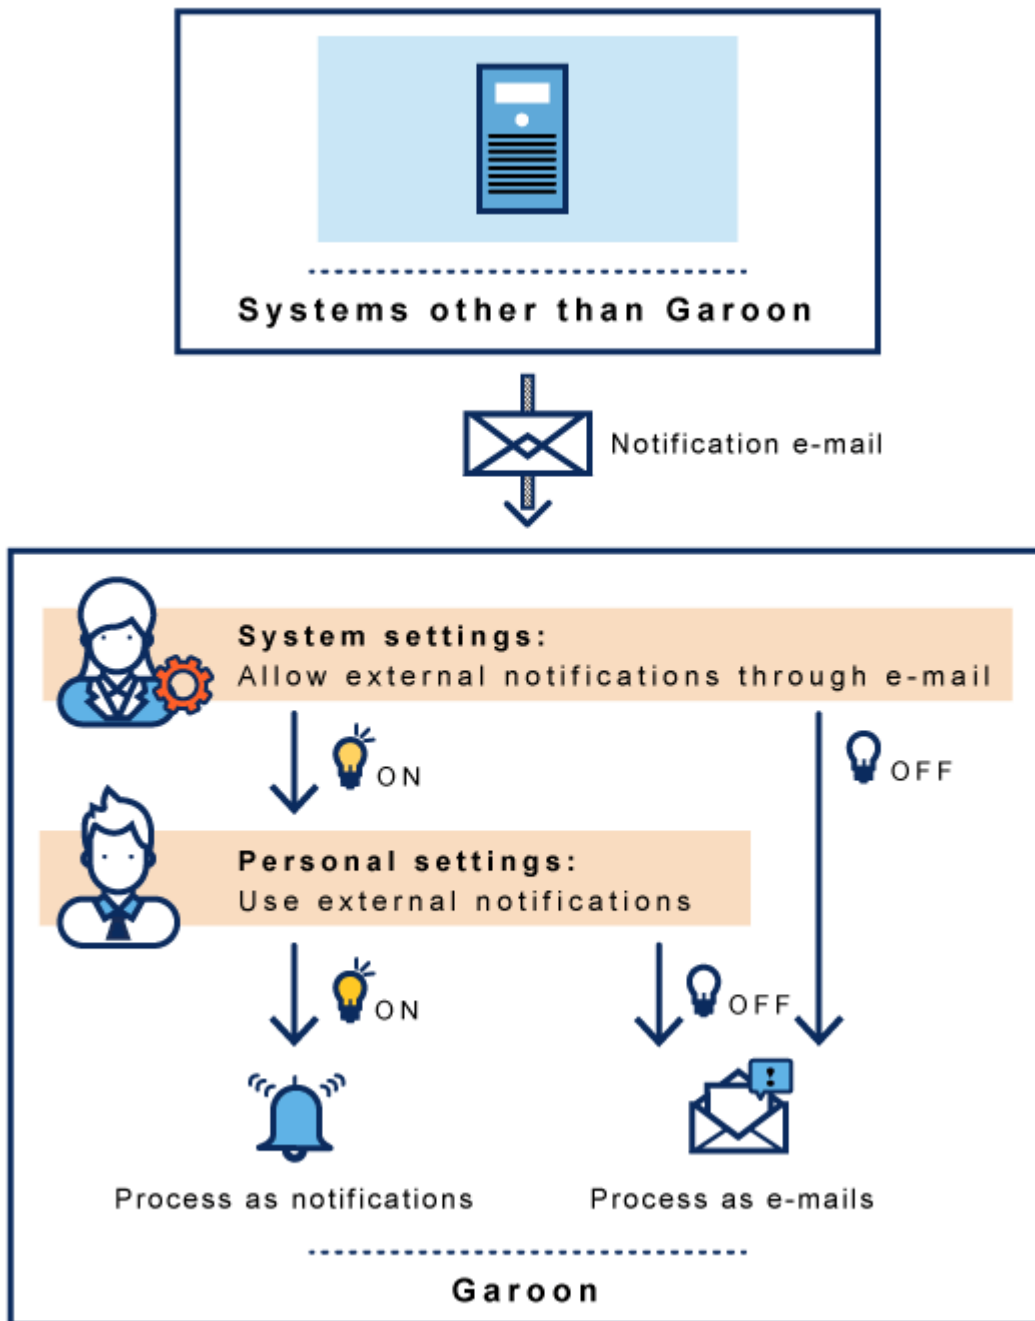 Systems other than Garoon
Notification e-mail
System settings:
Allow external notifications through e-mail
ON
OFF
Personal settings:
Use external notifications
ON
OFF
Process as notifications
Process as e-mails
Garoon